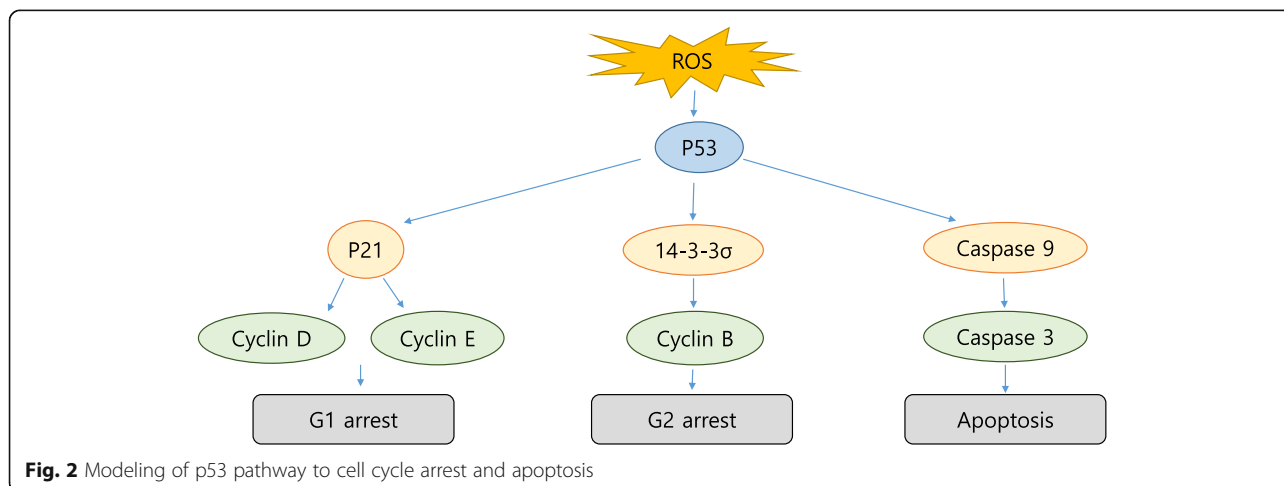 ROS
P53
P21
14-3-3σ
Caspase 9
Cyclin D
Cyclin E
Cyclin B
Caspase 3
G1 arrest
G2 arrest
Apoptosis
Fig. 2 Modeling of p53 pathway to cell cycle arrest and apoptosis